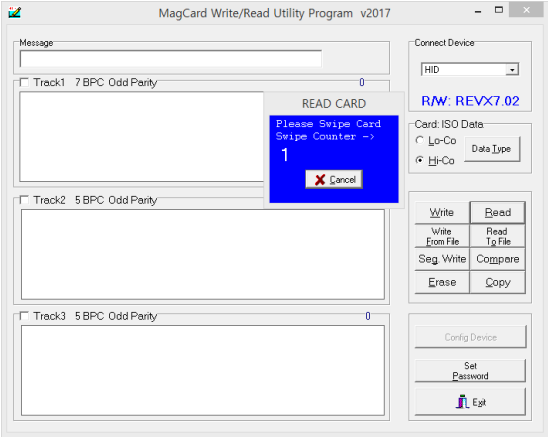 MagCard Write/Read Utility Program v2017
Message
Connect Device
HID
R/W: REVX7.02
Track1 7 BPC Odd Parity 0
READ CARD
Please Swipe Card
Swipe Counter ->
1
Cancel
Card: ISO Data
Lo-Co
Hi-Co
Data Type
Track2 5 BPC Odd Parity
Write Read
Write From File
Read To File
Seg. Write Compare
Erase Copy
Track3 5 BPC Odd Parity 0
Config Device
Set
Password
Exit